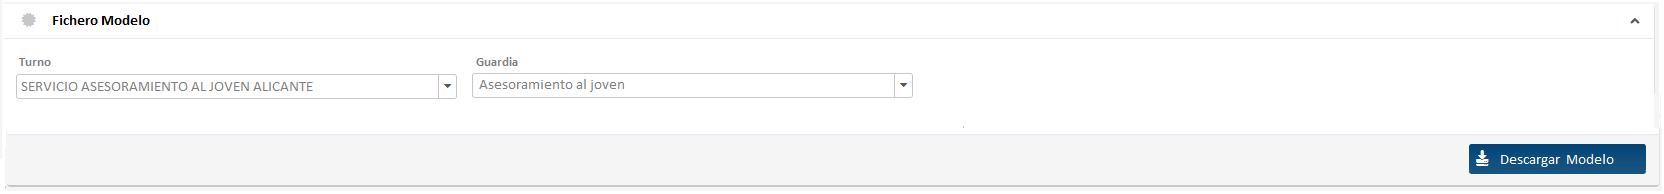 Fichero Modelo
Turno
Guardia
SERVICIO ASESORAMIENTO AL JOVEN ALICANTE
Asesoramiento al joven
Descargar Modelo